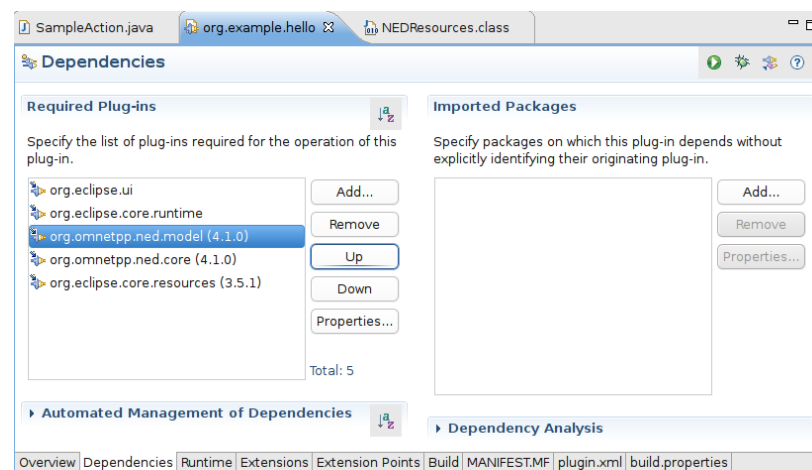 SampleAction.java
org.example.hello
NEDResources.class
Dependencies
Required Plug-ins
Specify the list of plug-ins required for the operation of this
plug-in.
org.eclipse.ui
org.eclipse.core.runtime
org.omnetpp.ned.model (4.1.0)
org.omnetpp.ned.core (4.1.0)
org.eclipse.core.resources (3.5.1)
Add...
Remove
Up
Down
Properties...
Total: 5
Automated Management of Dependencies
Imported Packages
Specify packages on which this plug-in depends without
explicitly identifying their originating plug-in.
Add...
Remove
Properties...
Dependency Analysis
Overview Dependencies Runtime Extensions Extension Points Build MANIFEST.MF plugin.xml build.properties